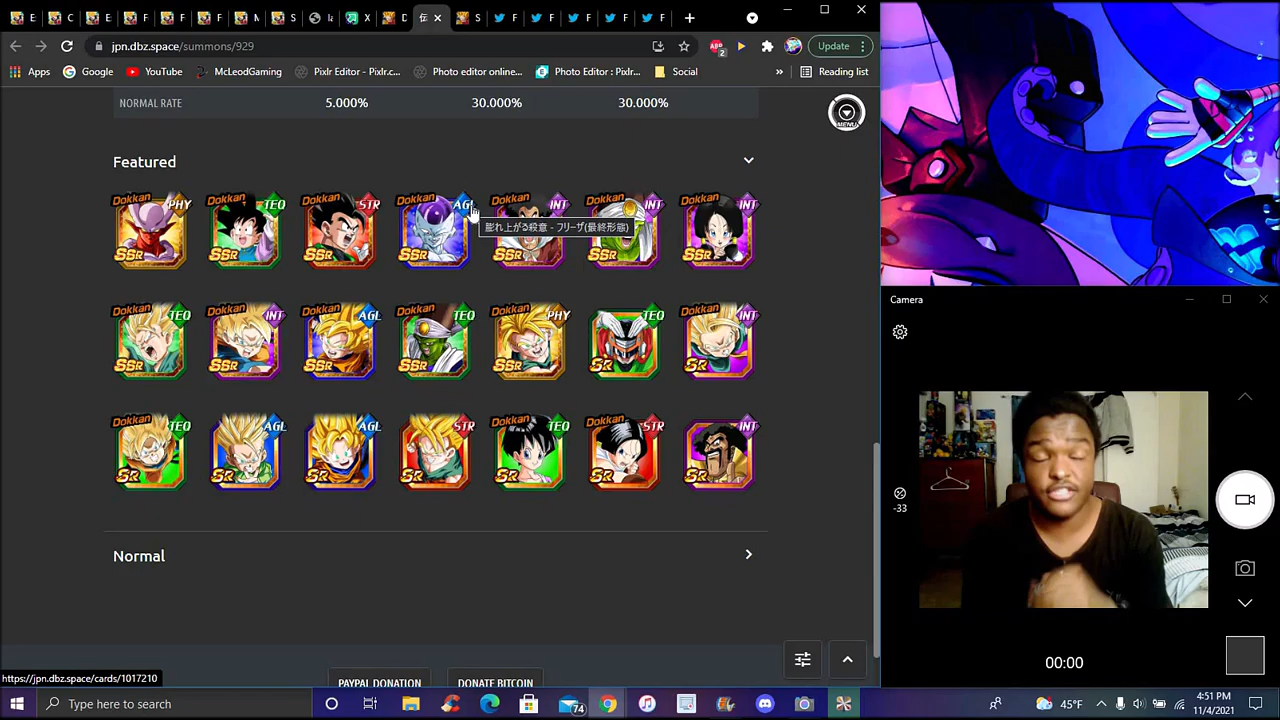 jpn.dbz.space/summons/929
Update
Apps
Google
YouTube
McLeodGaming
Pixlr Editor - Pixlr.c...
Photo editor online...
Photo Editor : Pixlr...
Social
»
Reading list
NORMAL RATE 5.000% 30.000% 30.000%
MENU
Featured
Dokkan PHY SSR
Dokkan TEQ SSR
Dokkan STR SSR
Dokkan AGL SSR
Dokkan INT SSR
Dokkan INT SSR
Dokkan INT SSR
膨れ上がる殺意 - フリーザ(最終形態)
Dokkan TEQ SSR
Dokkan INT SSR
Dokkan AGL SSR
Dokkan TEQ SSR
Dokkan PHY SSR
TEQ SR
Dokkan INT SR
Dokkan TEQ SR
Dokkan AGL SR
Dokkan AGL SR
Dokkan STR SR
Dokkan TEQ SR
Dokkan STR SR
INT SR
Normal
PAYPAL DONATION
DONATE BITCOIN
https://jpn.dbz.space/cards/1017210
Camera
-33
00:00
Type here to search
74
45°F
4:51 PM
11/4/2021